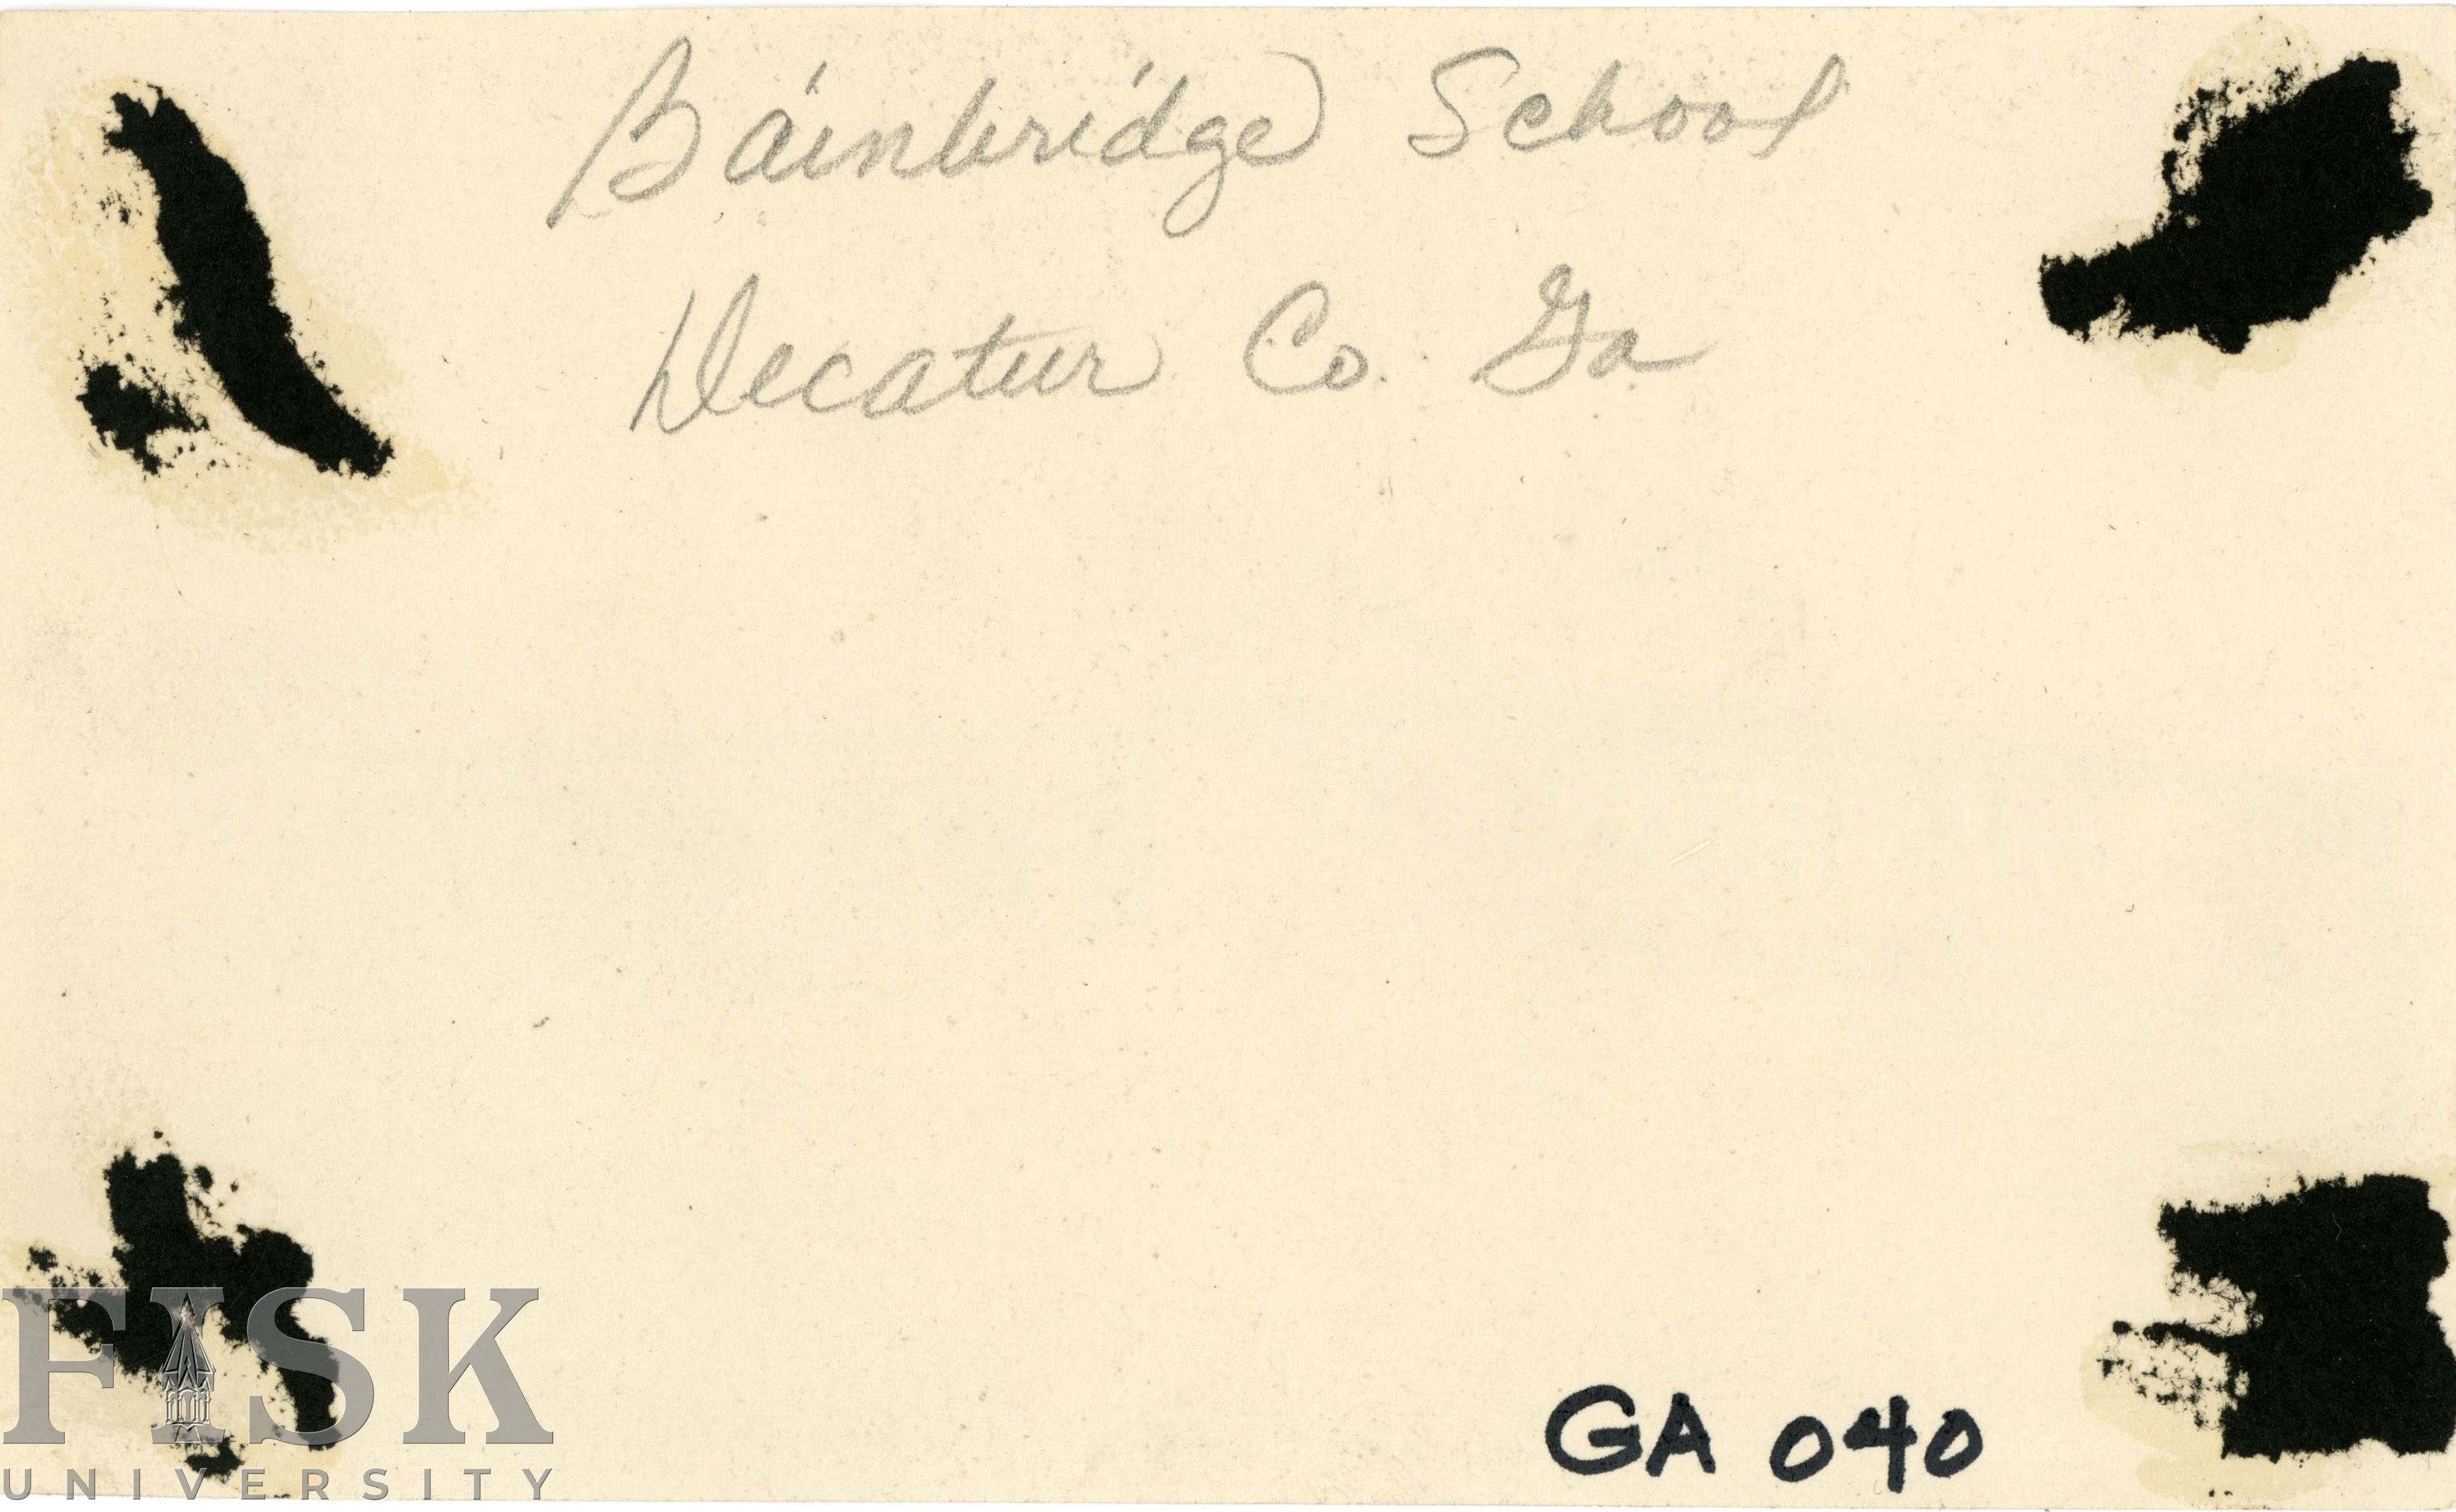 Bainbridge School
Decatur Co. Ga.
GA 040
FISK
UNIVERSITY